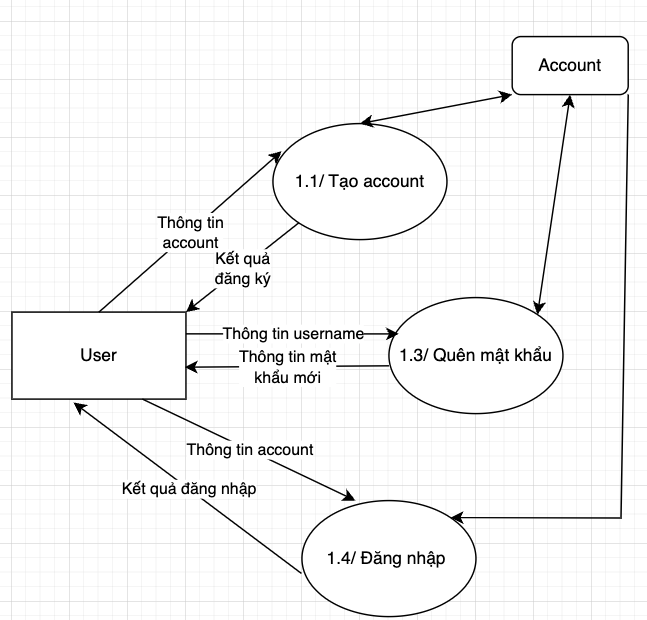 Account
1.1/ Tạo account
Thông tin
account
Kết quả
đăng ký
User
Thông tin username
1.3/ Quên mật khẩu
Thông tin mật
khẩu mới
Thông tin account
Kết quả đăng nhập
1.4/ Đăng nhập